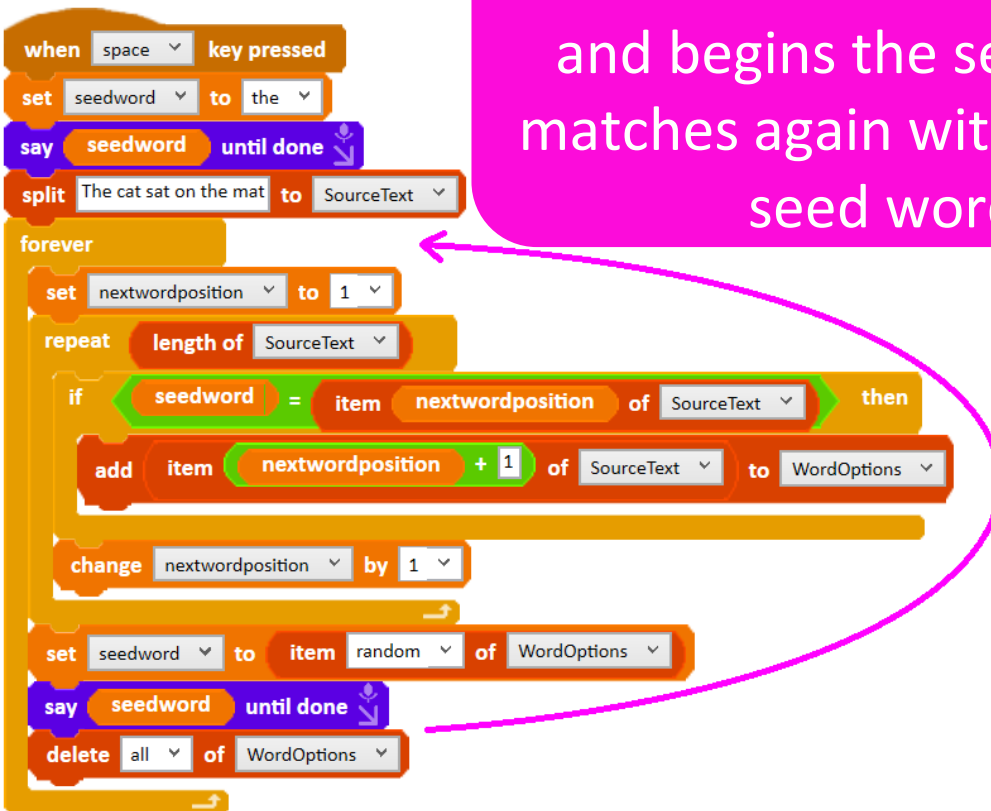 when space key pressed
set seedword to the
say seedword until done
split The cat sat on the mat to SourceText
forever
set nextwordposition to 1
repeat length of SourceText
if seedword = item nextwordposition of SourceText then
add item nextwordposition + 1 of SourceText to WordOptions
change nextwordposition by 1
set seedword to item random of WordOptions
say seedword until done
delete all of WordOptions
and begins the
matches again
seed